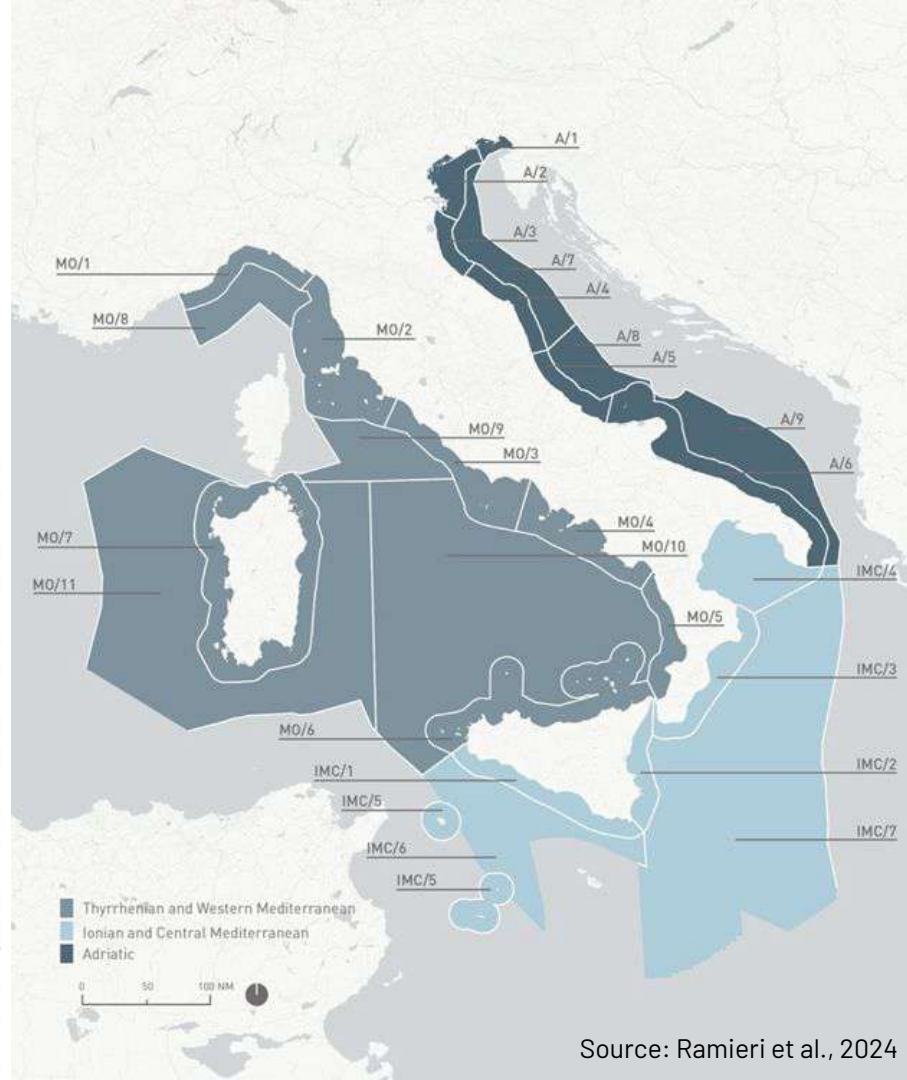 A/1
A/2
A/3
A/7
MO/1
A/4
MO/8
MO/2
A/8
A/5
A/9
MO/9
MO/3
A/6
MO/4
MO/7
MO/10
IMC/4
MO/11
MO/5
IMC/3
MO/6
IMC/1
IMC/2
IMC/5
IMC/7
IMC/6
IMC/5
Thyrrhenian and Western Mediterranean
Ionian and Central Mediterranean
Adriatic
0 50 100 NM
Source: Ramieri et al., 2024